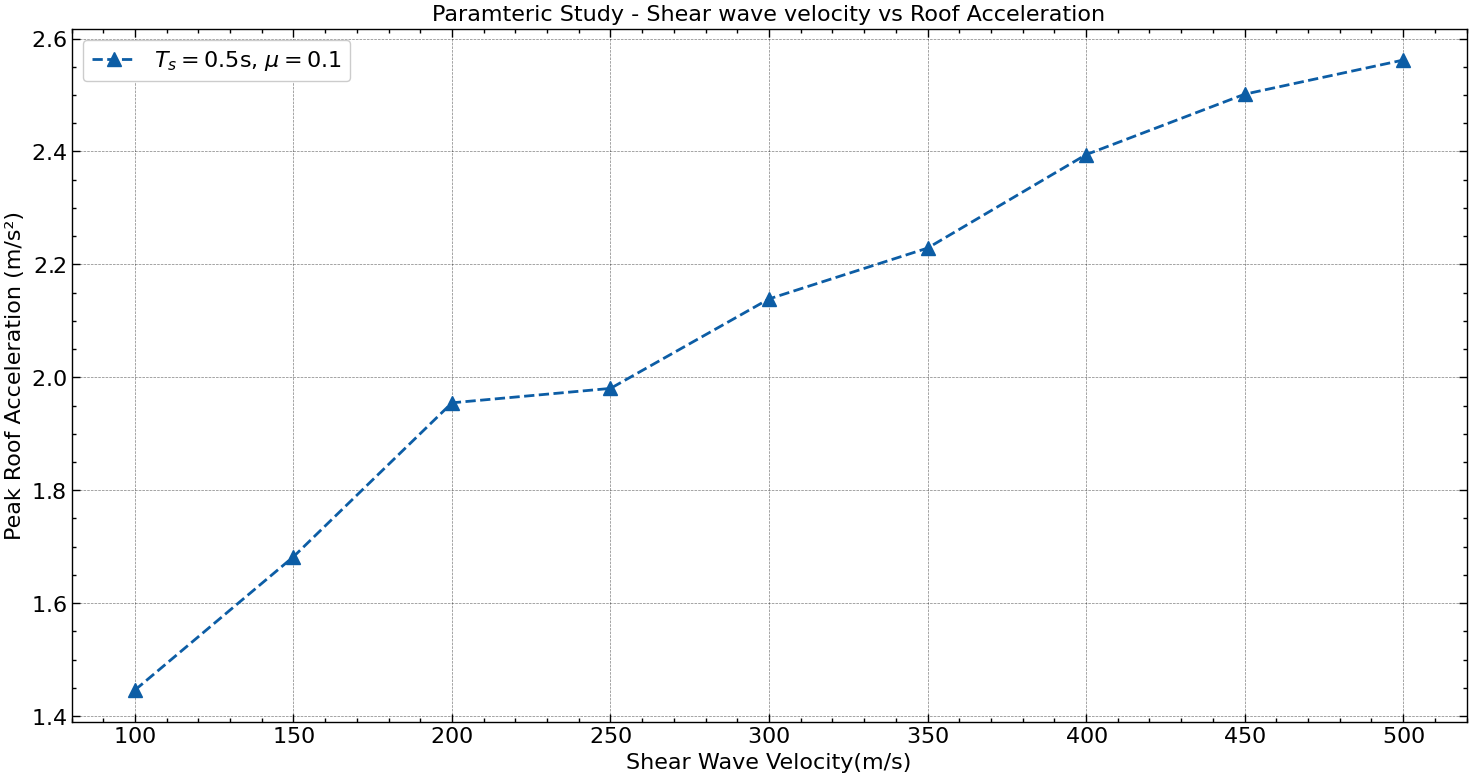 Paramteric Study - Shear wave velocity vs Roof Acceleration
$T_s = 0.5$s, $\mu = 0.1$
Peak Roof Acceleration (m/s²)
2.6
2.4
2.2
2.0
1.8
1.6
1.4
100 150 200 250 300 350 400 450 500
Shear Wave Velocity(m/s)